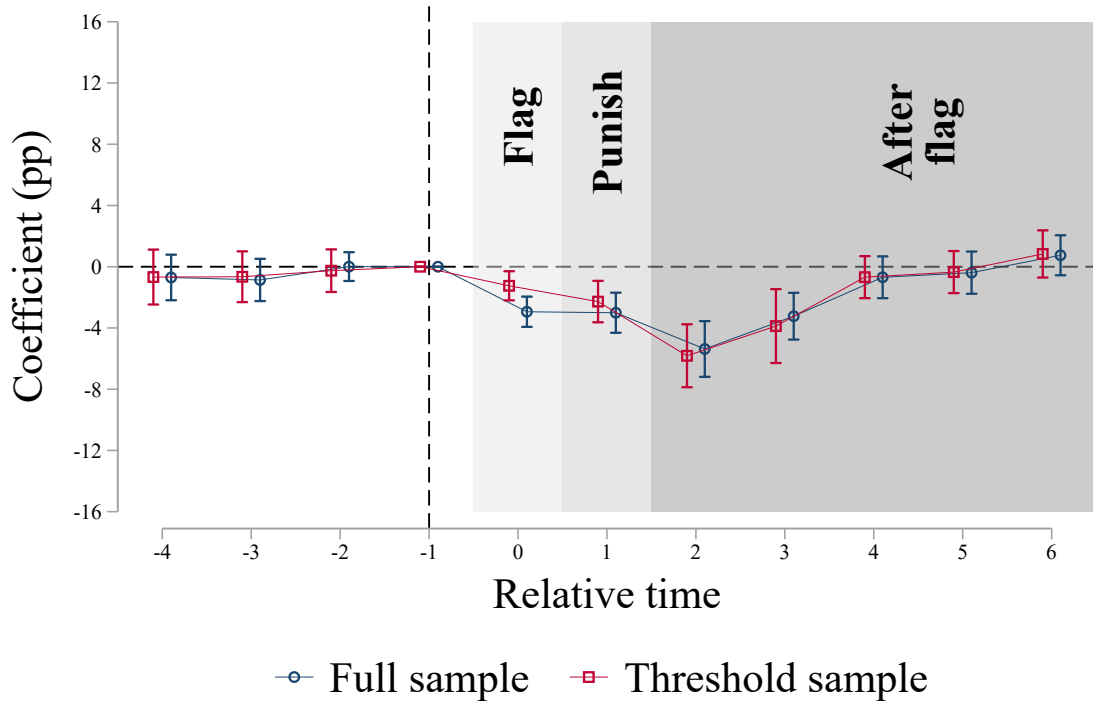 16
12
8
4
0
-4
-8
-12
-16
Coefficient (pp)
Flag
Punish
After
flag
-4 -3 -2 -1 0 1 2 3 4 5 6
Relative time
Full sample Threshold sample